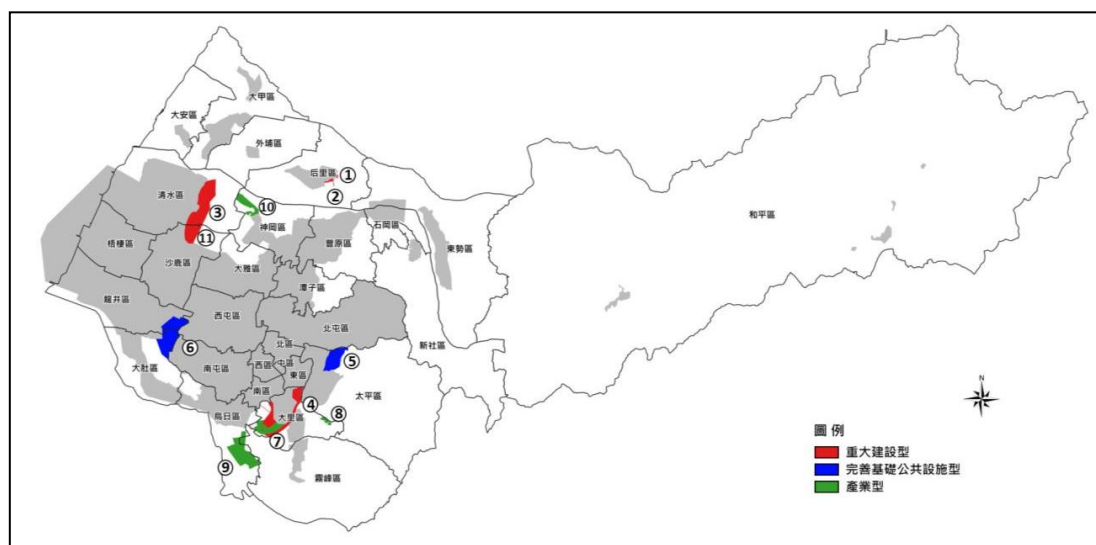 大甲區
大安區
外埔區
后里區
①
②
清水區
③
⑩
神岡區
石岡區
和平區
梧棲區
⑪
豐原區
東勢區
沙鹿區
大雅區
潭子區
龍井區
西屯區
北屯區
新社區
北區
⑥
大肚區
南屯區
西區
中區
東區
⑤
太平區
南區
④
⑧
烏日區
大里區
⑦
⑨
霧峰區
N
圖例
重大建設型
完善基礎公共設施型
產業型